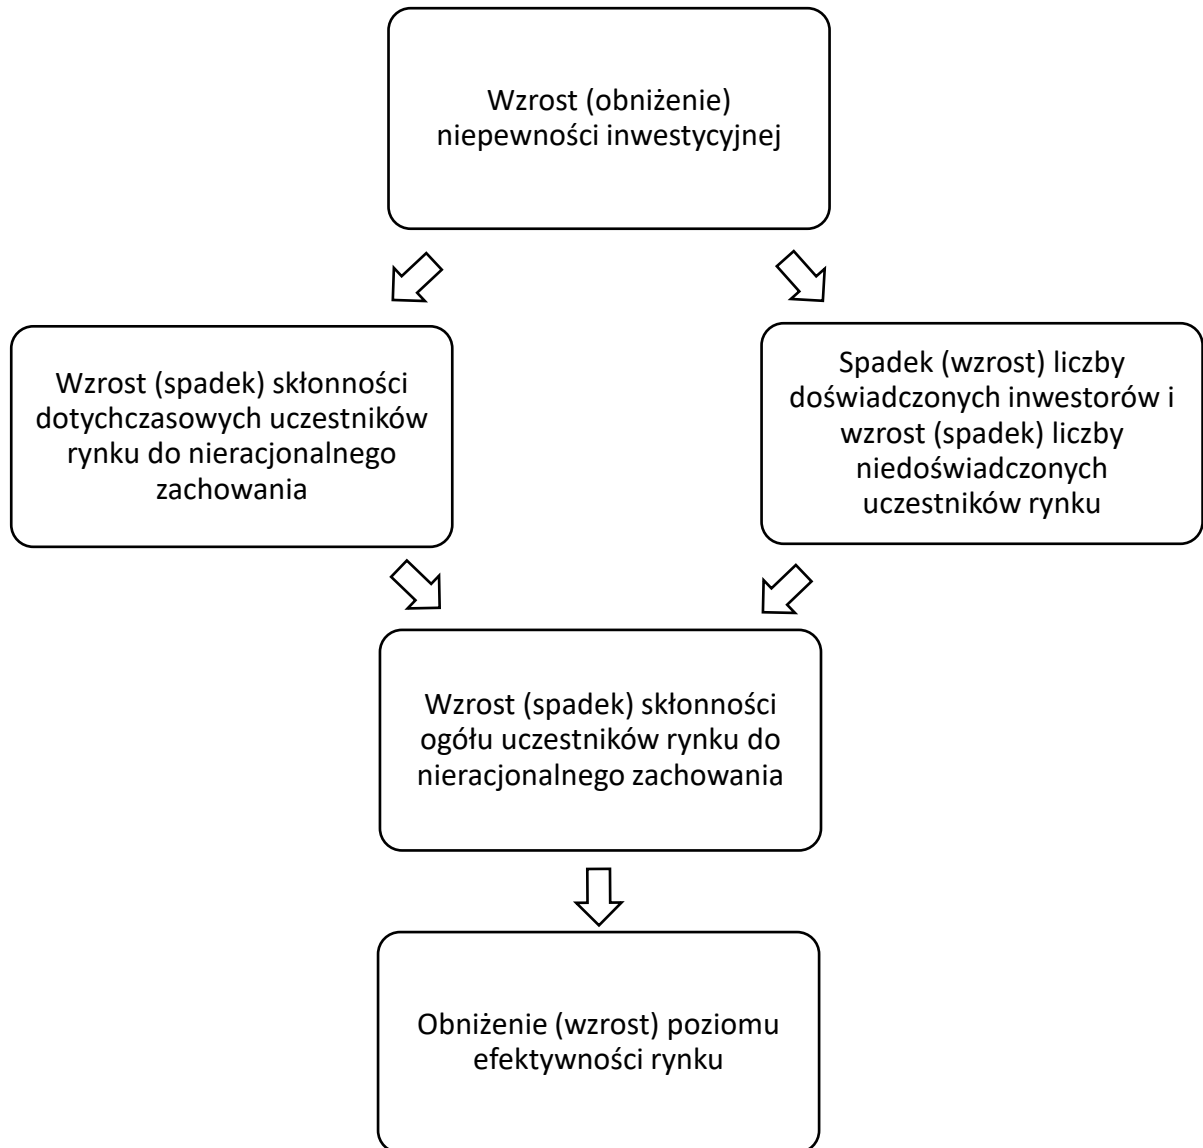 Wzrost (obniżenie)
niepewności inwestycyjnej
Wzrost (spadek) skłonności
dotychczasowych uczestników
rynku do nieracjonalnego
zachowania
Spadek (wzrost) liczby
doświadczonych inwestorów i
wzrost (spadek) liczby
niedoświadczonych
uczestników rynku
Wzrost (spadek) skłonności
ogółu uczestników rynku do
nieracjonalnego zachowania
Obniżenie (wzrost) poziomu
efektywności rynku